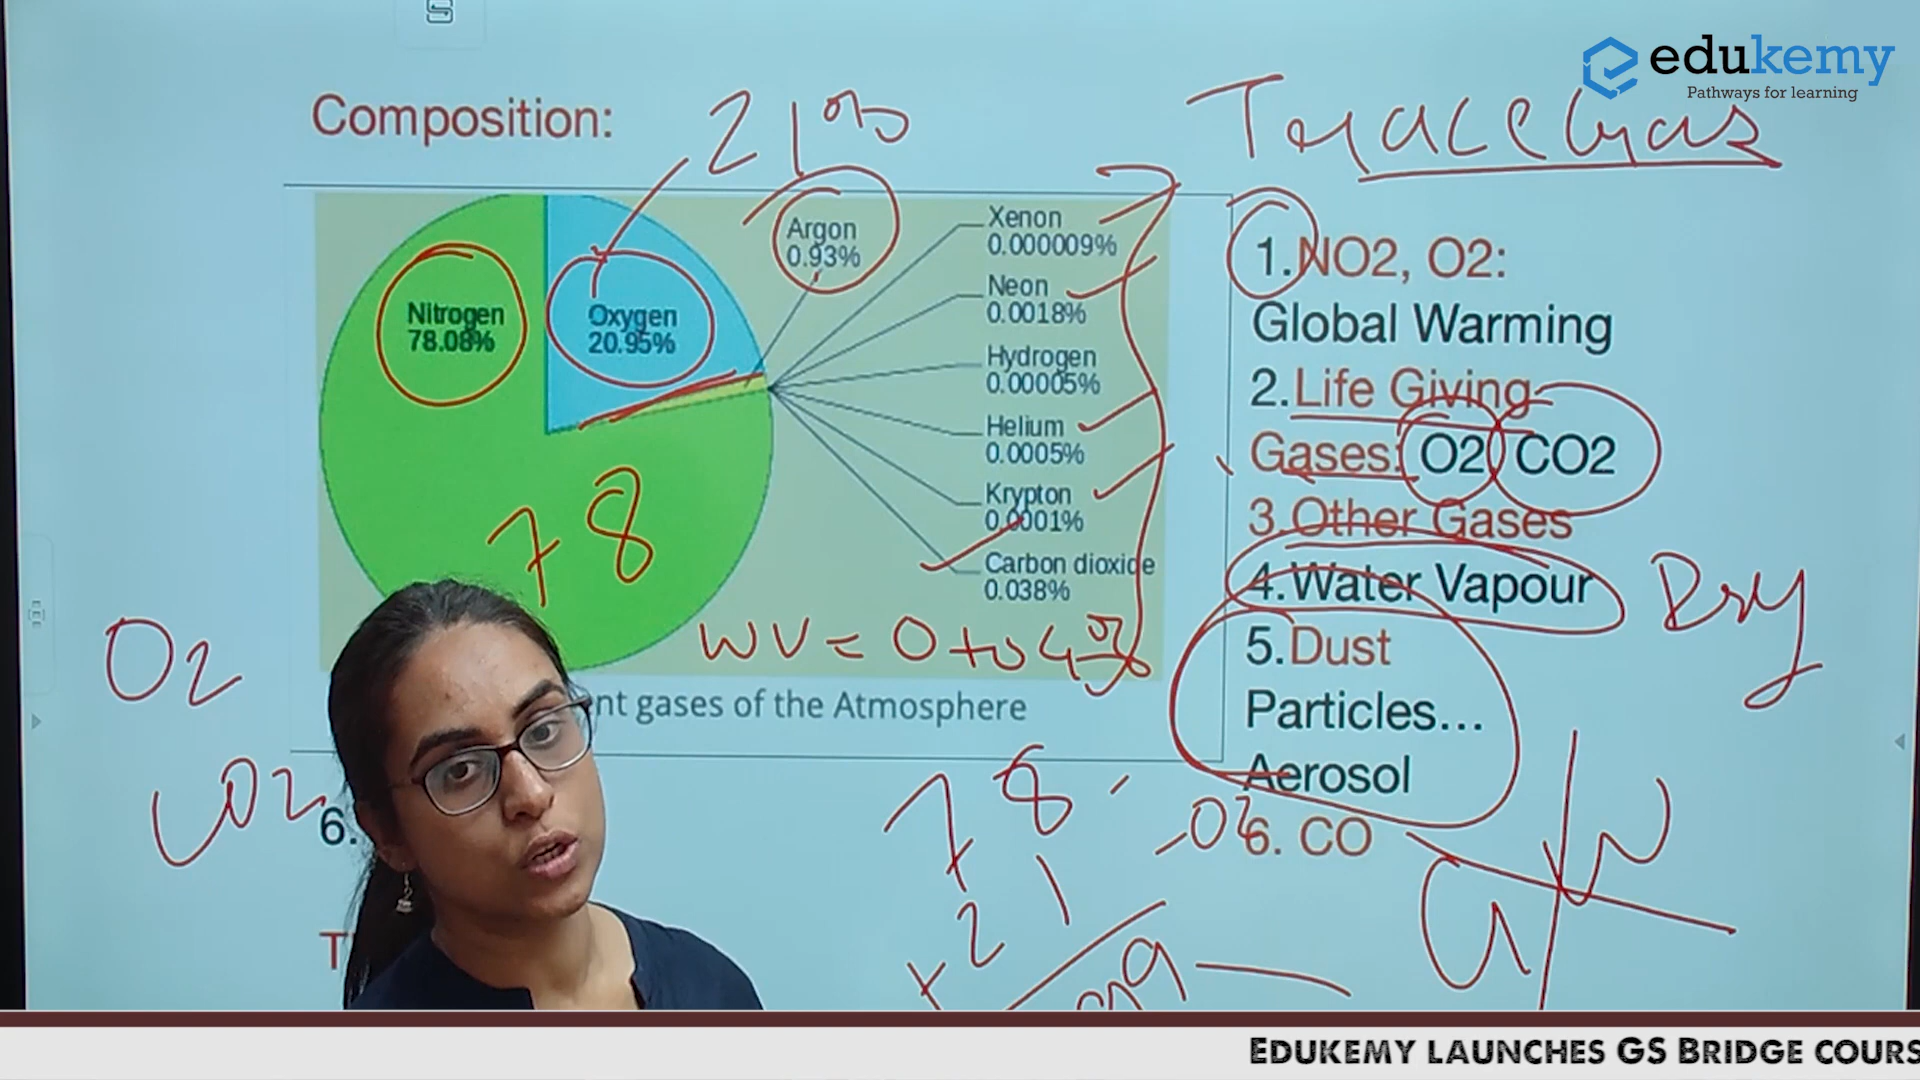 edukemy
Pathways for learning
Composition:
21%
Trace Gas
Argon
0.93%
Xenon
0.000009%
Neon
0.0018%
Hydrogen
0.00005%
Helium
0.0005%
Krypton
0.0001%
Carbon dioxide
0.038%
Nitrogen
78.08%
Oxygen
20.95%
78
WV = 0 to 4%
nt gases of the Atmosphere
1.NO2, O2:
Global Warming
2.Life Giving
Gases: O2 CO2
3.Other Gases
4.Water Vapour
Dry
5.Dust
Particles...
Aerosol
6. CO
O2
CO2
6.
T
78
+21
99
EDUKEMY LAUNCHES GS BRIDGE COURS